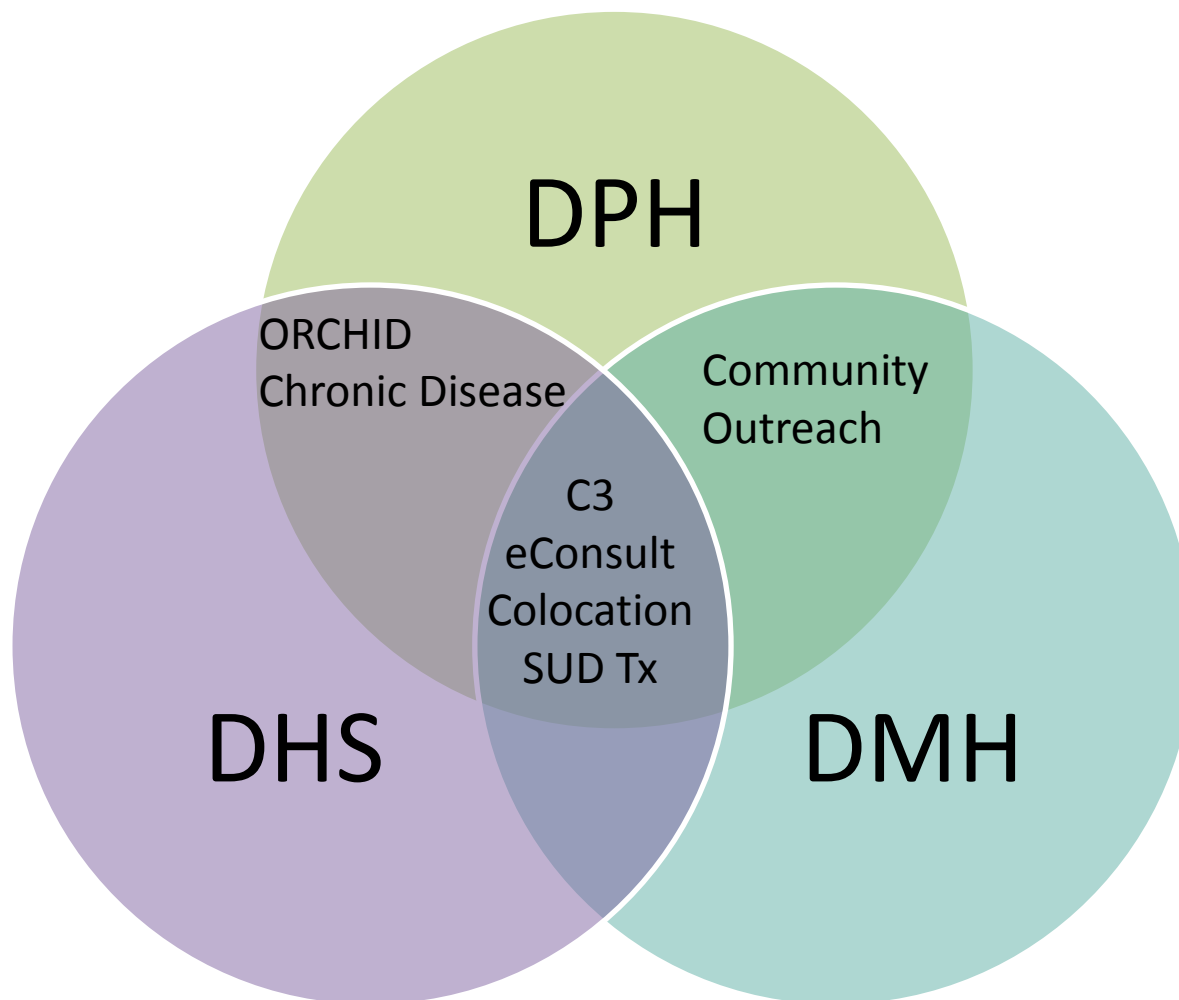 DPH
ORCHID
Chronic Disease
Community
Outreach
C3
eConsult
Colocation
SUD Tx
DHS
DMH